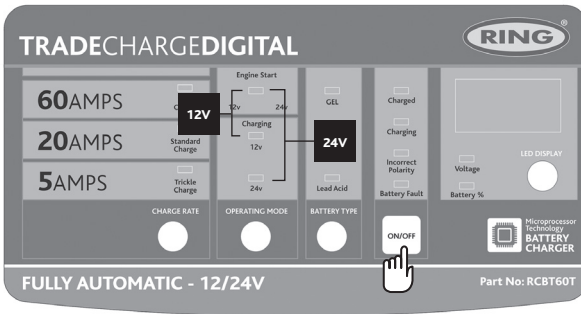 RING
TRADECHARGEDIGITAL
Engine Start
60AMPS
12v
24v
GEL
Charged
12V
Charging
20AMPS
Standard
Charge
12v
24V
Charging
Incorrect
Polarity
Voltage
LED DISPLAY
5AMPS
Trickle
Charge
24v
Lead Acid
Battery Fault
Battery %
CHARGE RATE
OPERATING MODE
BATTERY TYPE
ON/OFF
Microprocessor
Technology
BATTERY
CHARGER
FULLY AUTOMATIC - 12/24V
Part No: RCBT60T